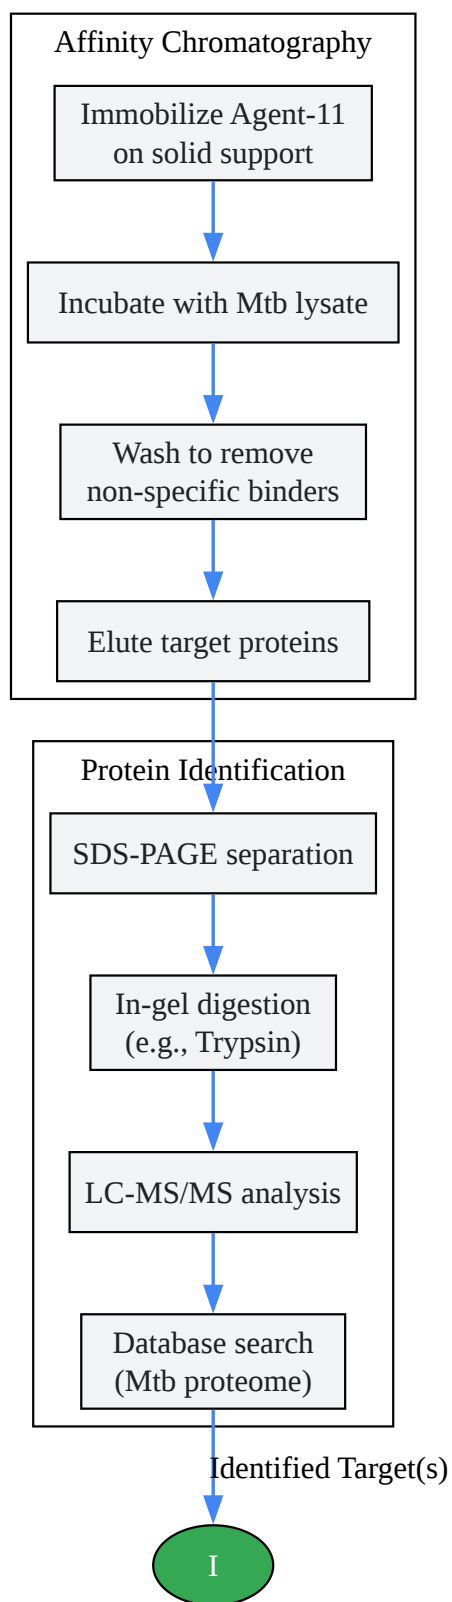 Affinity Chromatography
Immobilize Agent-11
on solid support
Incubate with Mtb lysate
Wash to remove
non-specific binders
Elute target proteins
Protein Identification
SDS-PAGE separation
In-gel digestion
(e.g., Trypsin)
LC-MS/MS analysis
Database search
(Mtb proteome)
Identified Target(s)
I